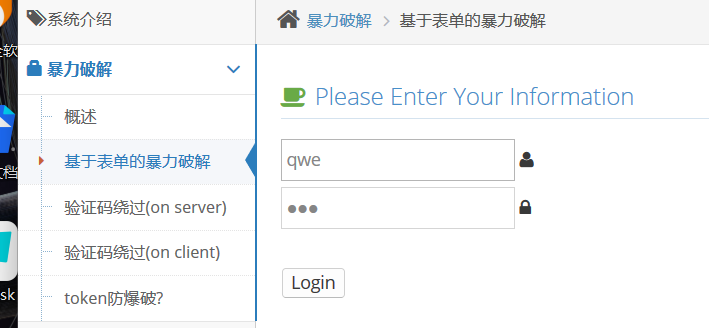 系统介绍
暴力破解
概述
基于表单的暴力破解
验证码绕过(on server)
验证码绕过(on client)
token防爆破?
暴力破解 > 基于表单的暴力破解
Please Enter Your Information
qwe
•••
Login
软
文档
sk